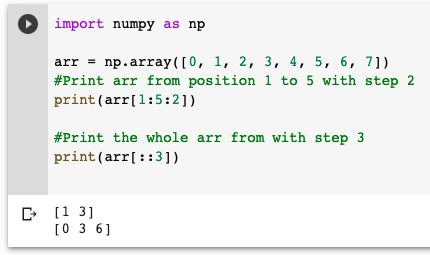 import numpy as np
arr = np.array([0, 1, 2, 3, 4, 5, 6, 7])
#Print arr from position 1 to 5 with step 2
print(arr[1:5:2])
#Print the whole arr from with step 3
print(arr[::3])
[1 3]
[0 3 6]